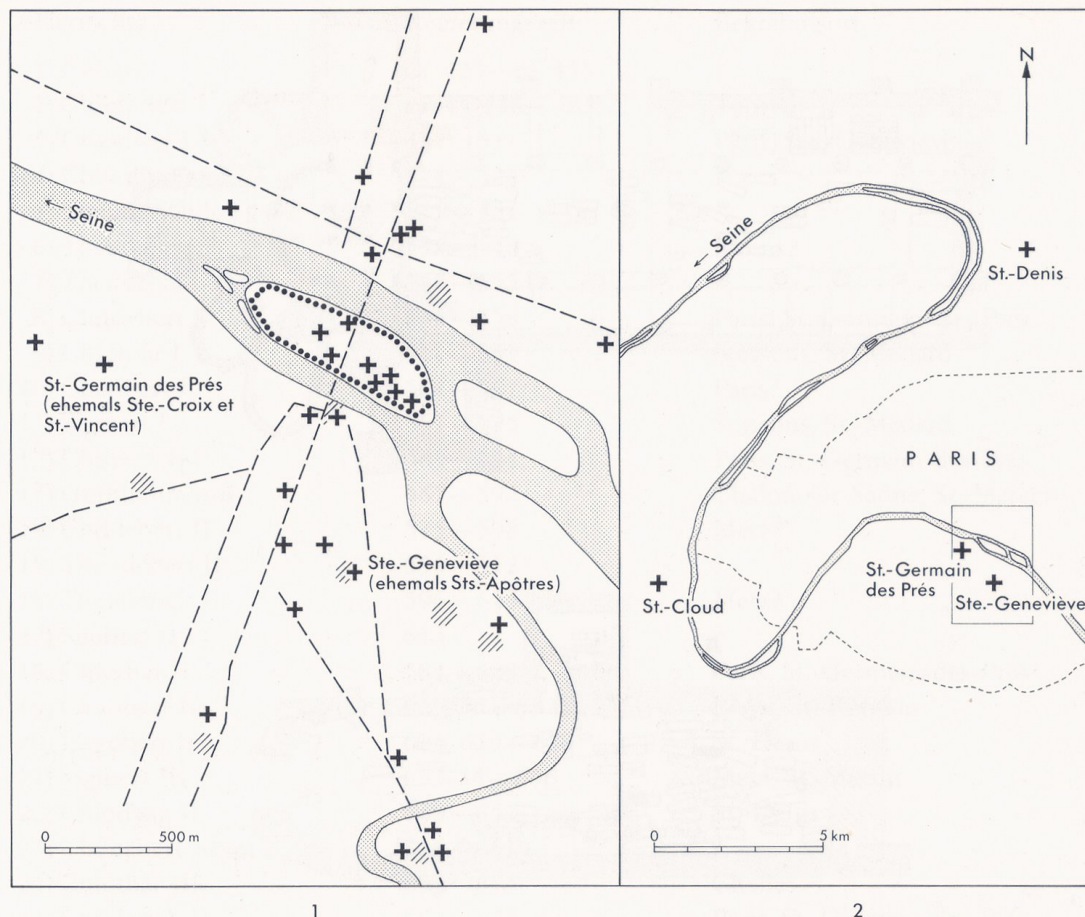 ← Seine
St.-Germain des Prés
(ehemals Ste.-Croix et
St.-Vincent)
Ste.-Geneviève
(ehemals Sts.-Apôtres)
0 500 m
N
← Seine
St.-Denis
PARIS
St.-Germain
des Prés
Ste.-Geneviève
St.-Cloud
0 5 km
1 2